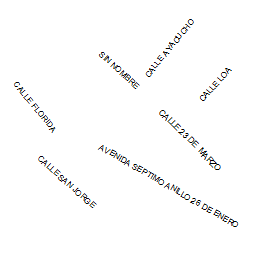 CALLE AYACUCHO
SIN NOMBRE
CALLE LOA
CALLE FLORIDA
CALLE 23 DE MARZO
AVENIDA SEPTIMO ANILLO 26 DE ENERO
CALLE SAN JORGE